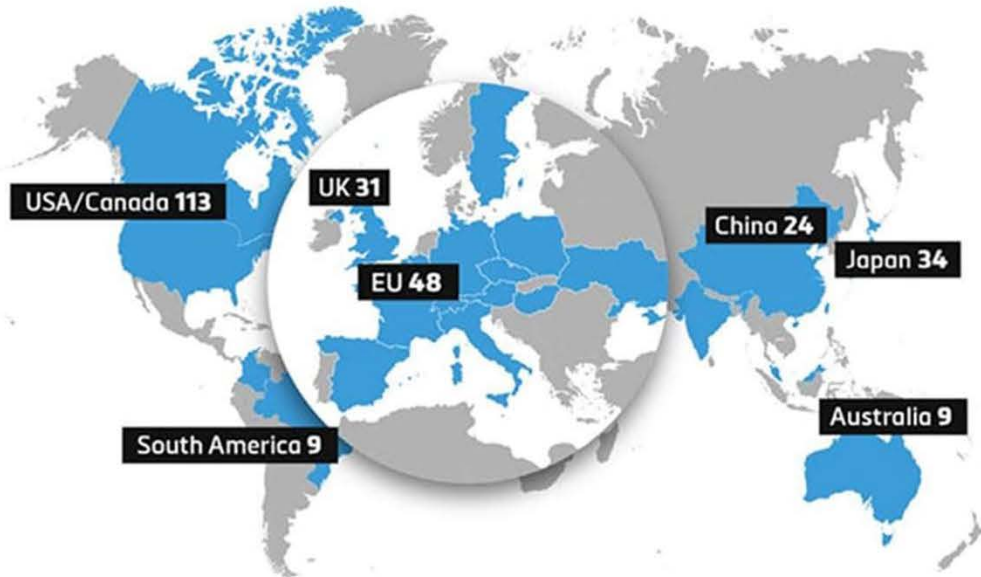 USA/Canada 113
UK 31
EU 48
China 24
Japan 34
South America 9
Australia 9